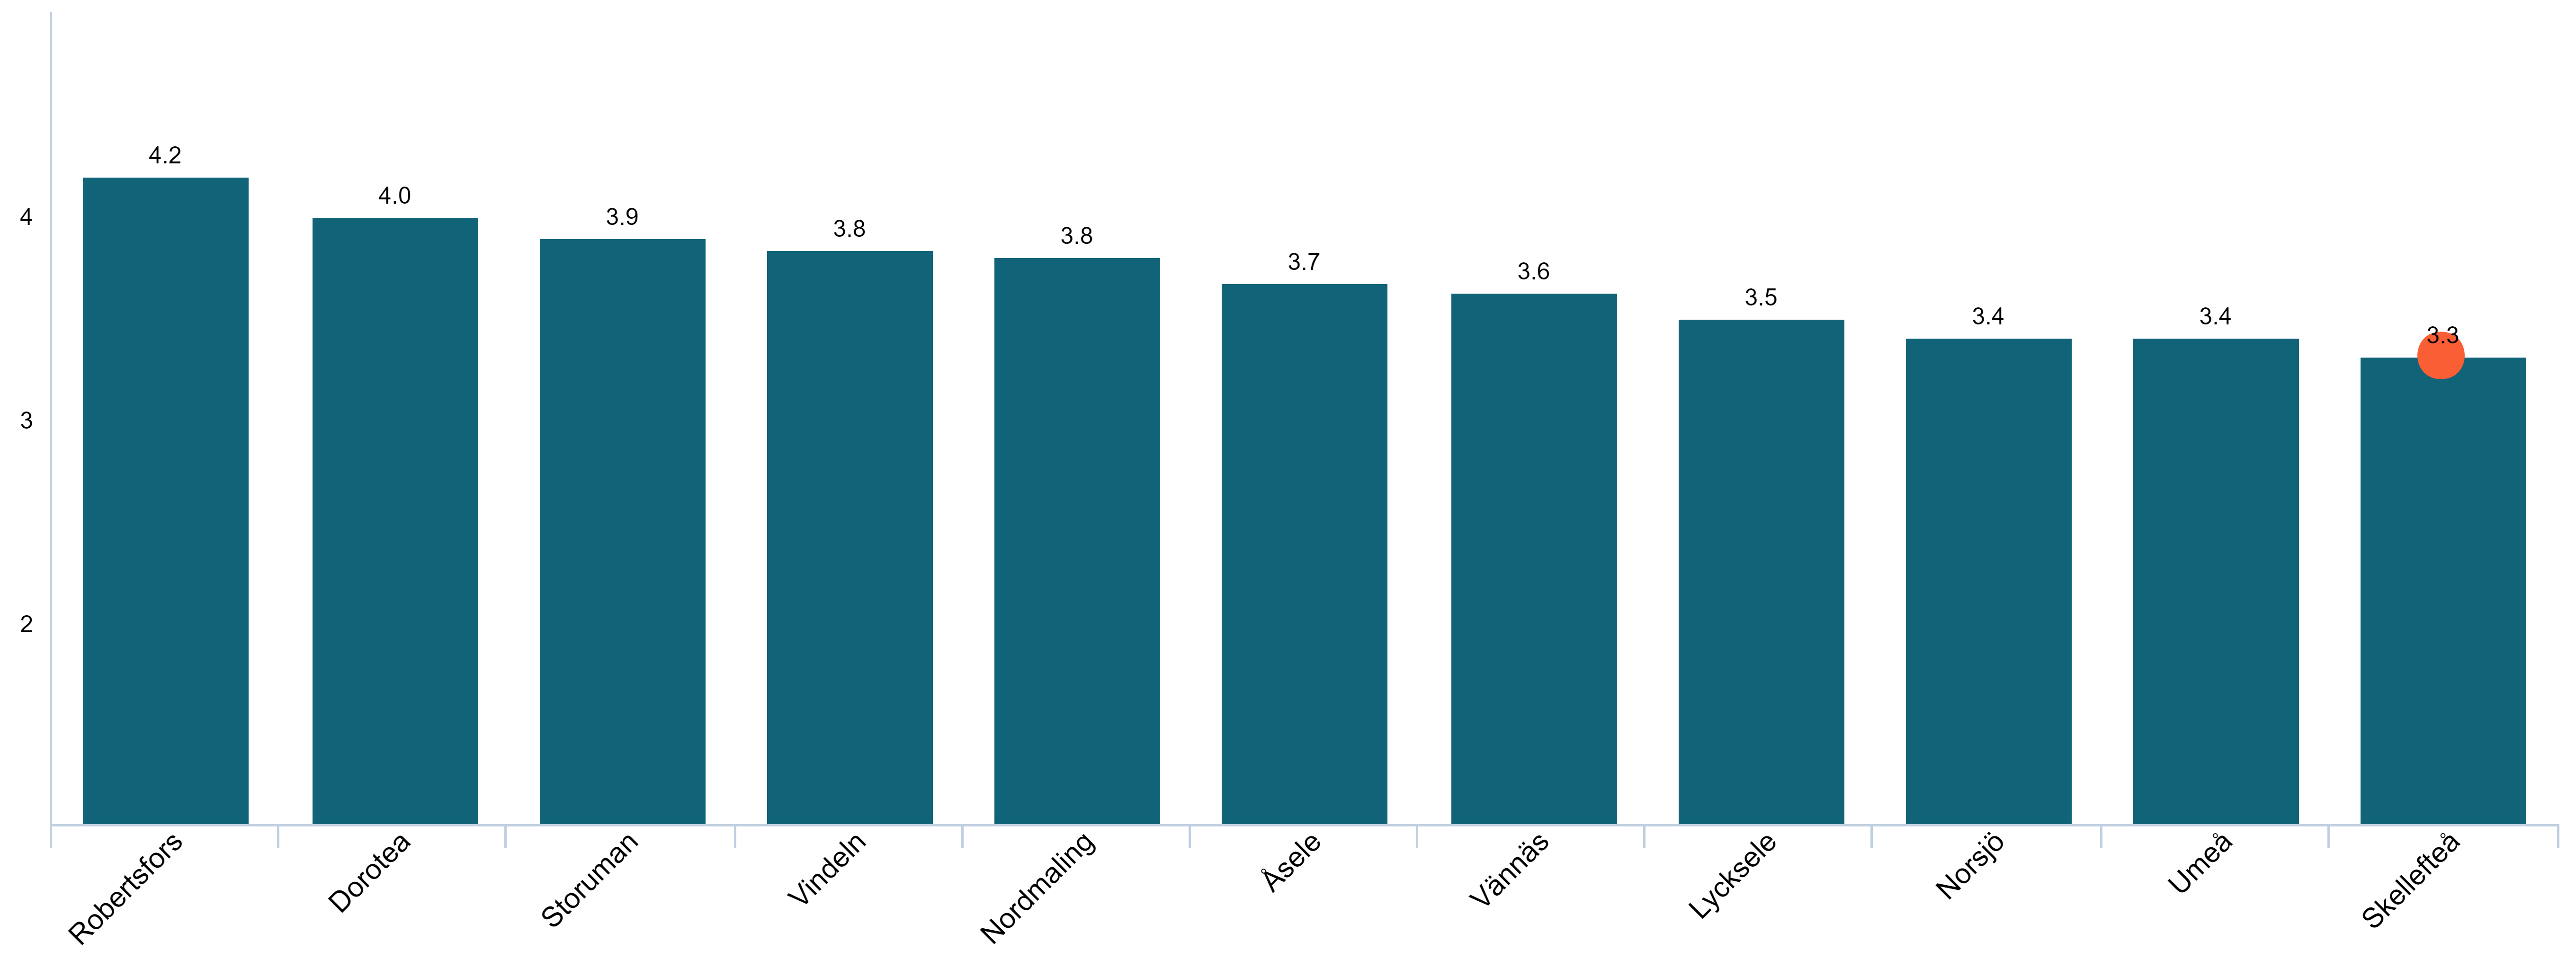 4.2
4.0
3.9
3.8
3.8
3.7
3.6
3.5
3.4
3.4
3.3
4
3
2
Robertsfors
Dorotea
Storuman
Vindeln
Nordmaling
Åsele
Vännäs
Lycksele
Norsjö
Umeå
Skellefteå